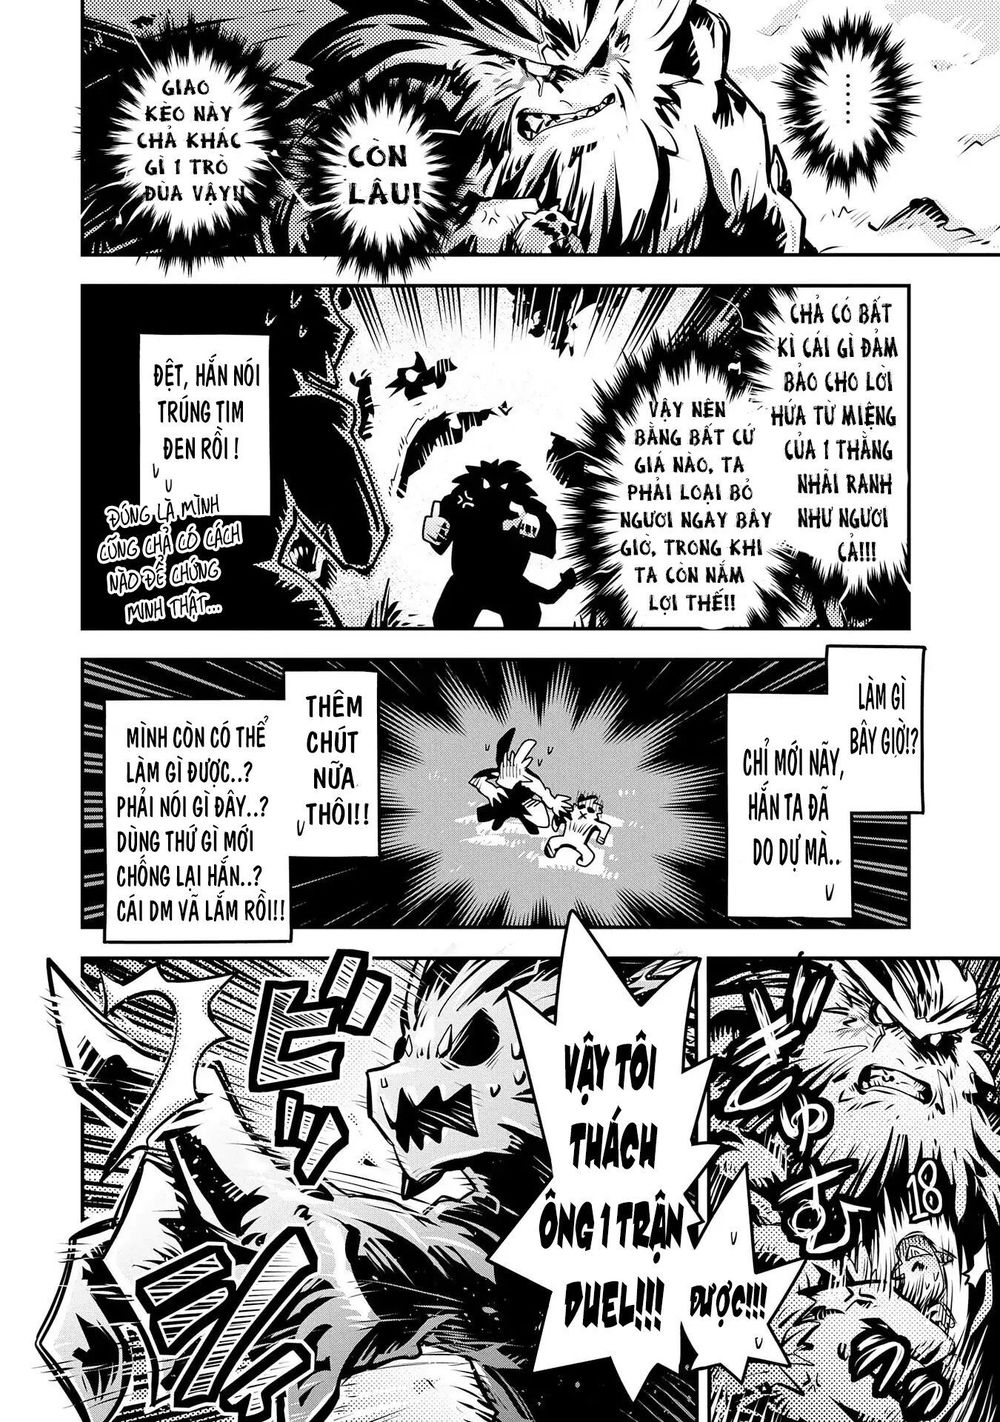 ......
CÒN
LÂU!
GIAO
KÈO NÀY
CHẢ KHÁC
GÌ 1 TRÒ
ĐÙA VẬY!!
CHẢ CÓ BẤT
KÌ CÁI GÌ ĐẢM
BẢO CHO LỜI
HỨA TỪ MIỆNG
CỦA 1 THẰNG
NHÃI RANH
NHƯ NGƯƠI
CẢ!!!
VẬY NÊN
BẰNG BẤT CỨ
GIÁ NÀO, TA
PHẢI LOẠI BỎ
NGƯƠI NGAY BÂY
GIỜ, TRONG KHI
TA CÒN NẮM
LỢI THẾ!!
ĐỆT, HẮN NÓI
TRÚNG TIM
ĐEN RỒI!
ĐÚNG LÀ MÌNH
CŨNG CHẢ CÓ CÁCH
NÀO ĐỂ CHỨNG
MINH THẬT...
LÀM GÌ
BÂY GIỜ!?
CHỈ MỚI NÃY,
HẮN TA ĐÃ
DO DỰ MÀ..
THÊM
CHÚT
NỮA
THÔI!!
MÌNH CÒN CÓ THỂ
LÀM GÌ ĐƯỢC..?
PHẢI NÓI GÌ ĐÂY..?
DÙNG THỨ GÌ MỚI
CHỐNG LẠI HẮN..?
CÁI DM VÃ LẮM RỒI!!
ぎゅむ
18
ĐƯỢC!!!
VẬY TÔI
THÁCH
ÔNG 1 TRẬN
DUEL!!!
ビシッ